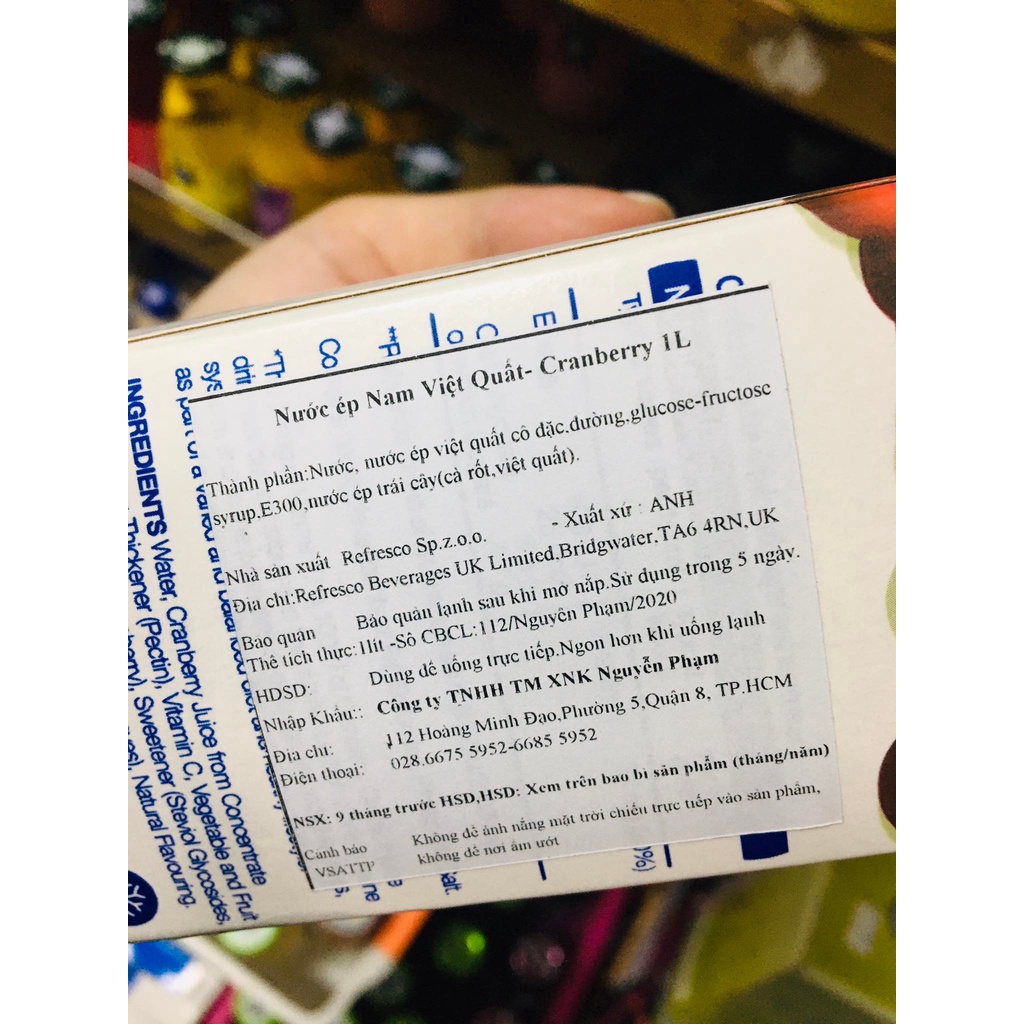 Nước ép Nam Việt Quất- Cranberry 1L
Thành phần:Nước, nước ép việt quất cô đặc,đường,glucose-fructose
syrup,E300,nước ép trái cây(cà rốt,việt quất).
Nhà sản xuất Refresco Sp.z.o.o. - Xuất xứ : ANH
Địa chỉ:Refresco Beverages UK Limited,Bridgwater,TA6 4RN,UK
Bảo quản Bảo quản lạnh sau khi mở nắp.Sử dụng trong 5 ngày.
Thể tích thực:1lít -Số CBCL:112/Nguyên Phạm/2020
HDSD: Dùng để uống trực tiếp.Ngon hơn khi uống lạnh
Nhập Khẩu:: Công ty TNHH TM XNK Nguyễn Phạm
Địa chỉ: 112 Hoàng Minh Đạo,Phường 5,Quận 8, TP.HCM
Điện thoại: 028.6675 5952-6685 5952
NSX: 9 tháng trước HSD,HSD: Xem trên bao bì sản phẩm (tháng/năm)
Cảnh báo Không để ánh nắng mặt trời chiếu trực tiếp vào sản phẩm,
VSATTP không để nơi ẩm ướt
INGREDIENTS Water, Cranberry Juice from Concentrate
Thickener (Pectin), Vitamin C, Vegetable and Fruit
Sweetener (Steviol Glycosides,
Natural Flavouring.